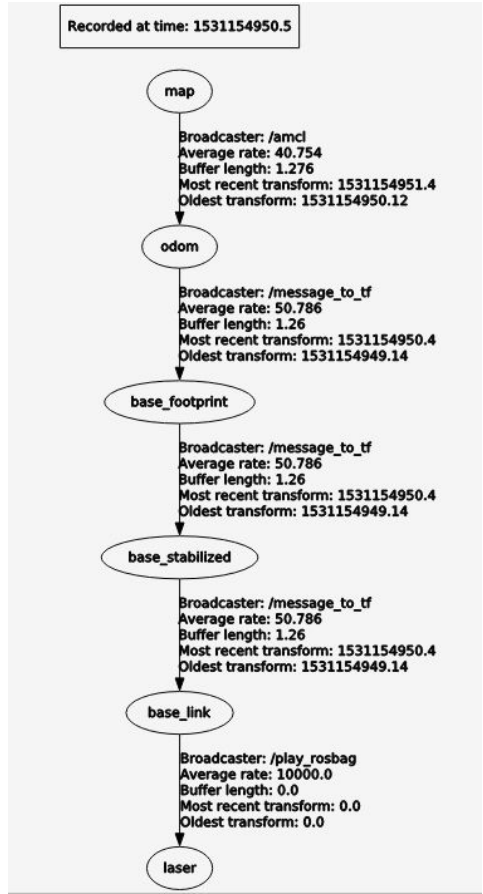 Recorded at time: 1531154950.5
map
Broadcaster: /amcl
Average rate: 40.754
Buffer length: 1.276
Most recent transform: 1531154951.4
Oldest transform: 1531154950.12
odom
Broadcaster: /message_to_tf
Average rate: 50.786
Buffer length: 1.26
Most recent transform: 1531154950.4
Oldest transform: 1531154949.14
base_footprint
Broadcaster: /message_to_tf
Average rate: 50.786
Buffer length: 1.26
Most recent transform: 1531154950.4
Oldest transform: 1531154949.14
base_stabilized
Broadcaster: /message_to_tf
Average rate: 50.786
Buffer length: 1.26
Most recent transform: 1531154950.4
Oldest transform: 1531154949.14
base_link
Broadcaster: /play_rosbag
Average rate: 10000.0
Buffer length: 0.0
Most recent transform: 0.0
Oldest transform: 0.0
laser